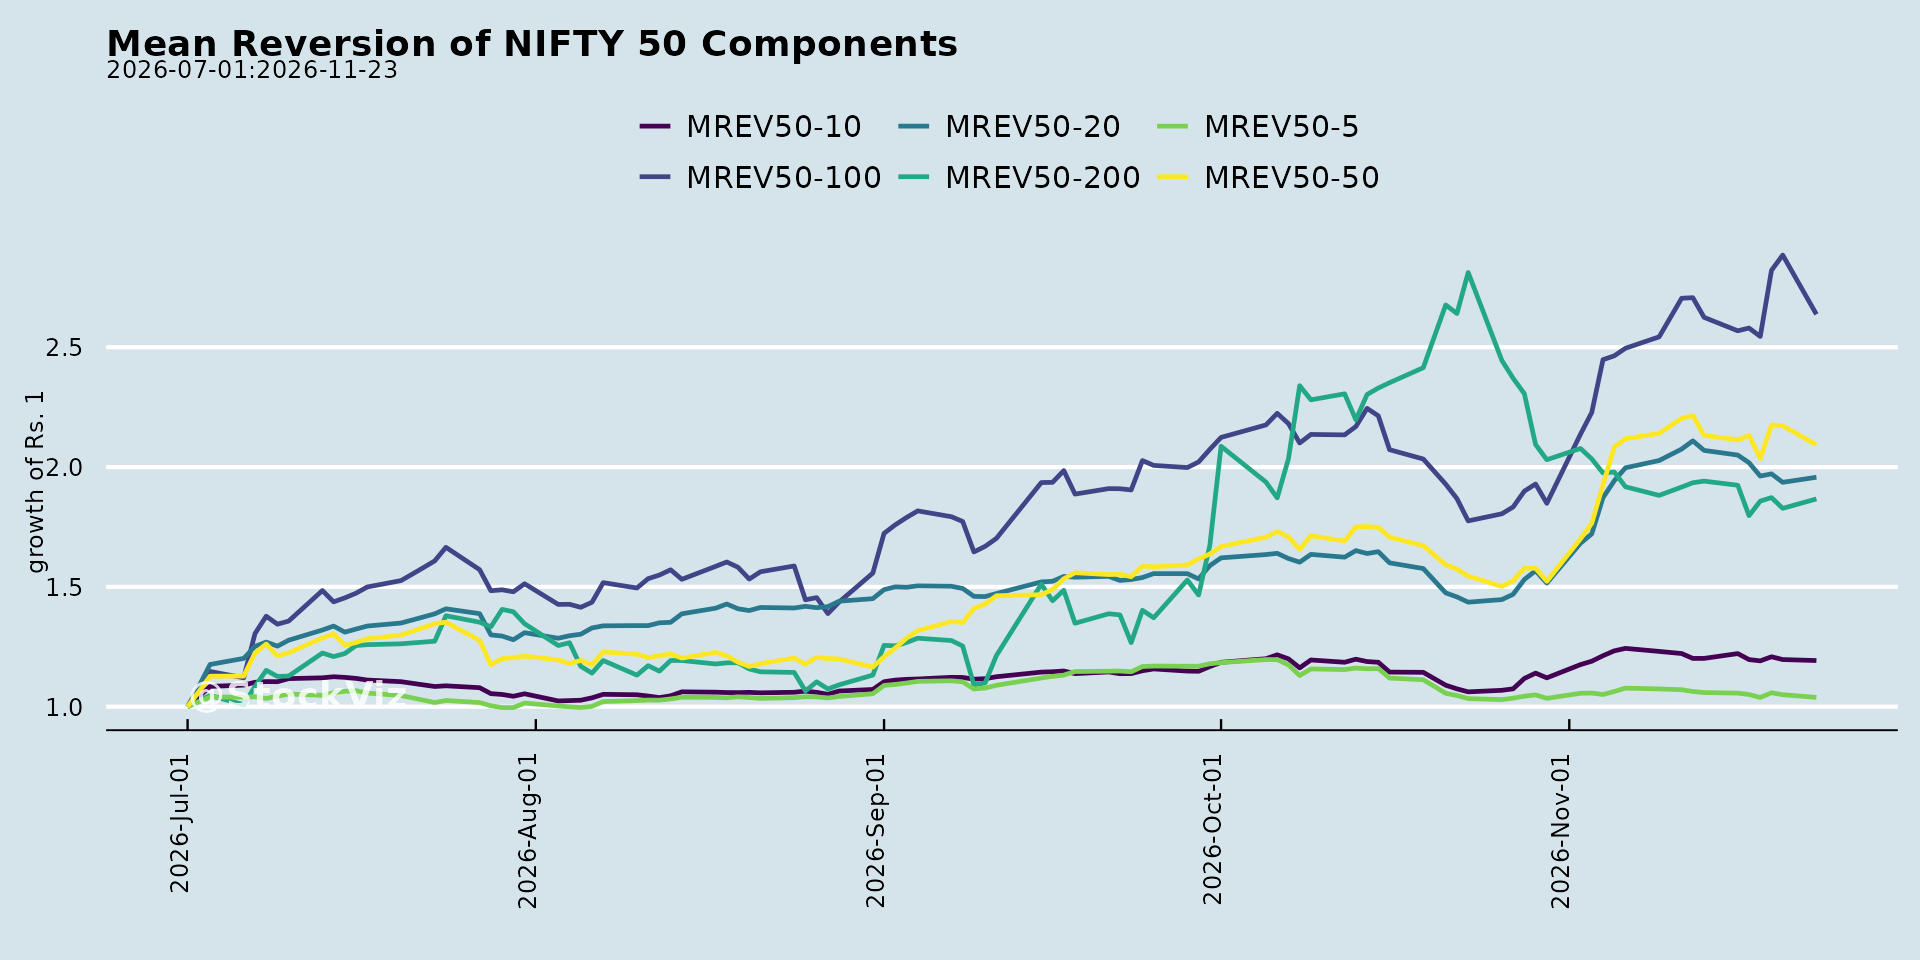 Mean Reversion of NIFTY 50 Components
2026-07-01:2026-11-23
MREV50-10 MREV50-20 MREV50-5
MREV50-100 MREV50-200 MREV50-50
growth of Rs. 1
2.5
2.0
1.5
1.0
@StockViz
2026-Jul-01 2026-Aug-01 2026-Sep-01 2026-Oct-01 2026-Nov-01